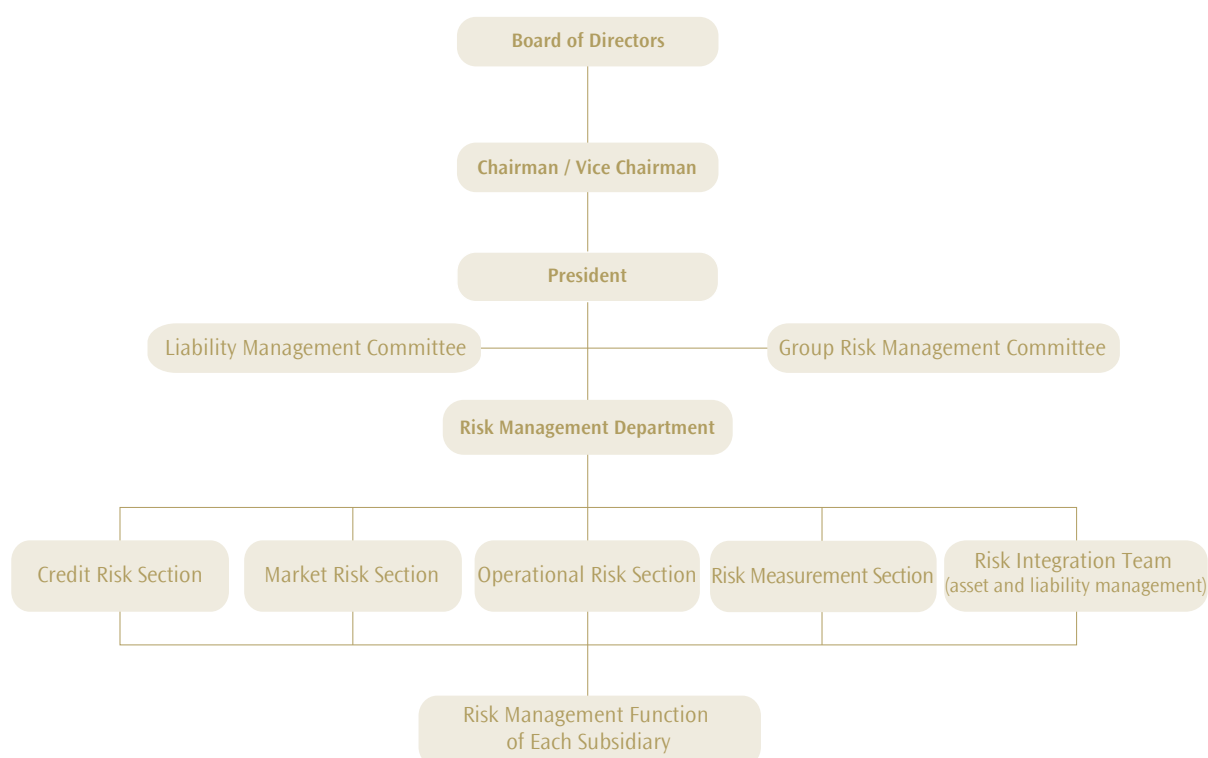 Board of Directors
Chairman / Vice Chairman
President
Liability Management Committee
Group Risk Management Committee
Risk Management Department
Credit Risk Section
Market Risk Section
Operational Risk Section
Risk Measurement Section
Risk Integration Team
(asset and liability management)
Risk Management Function
of Each Subsidiary